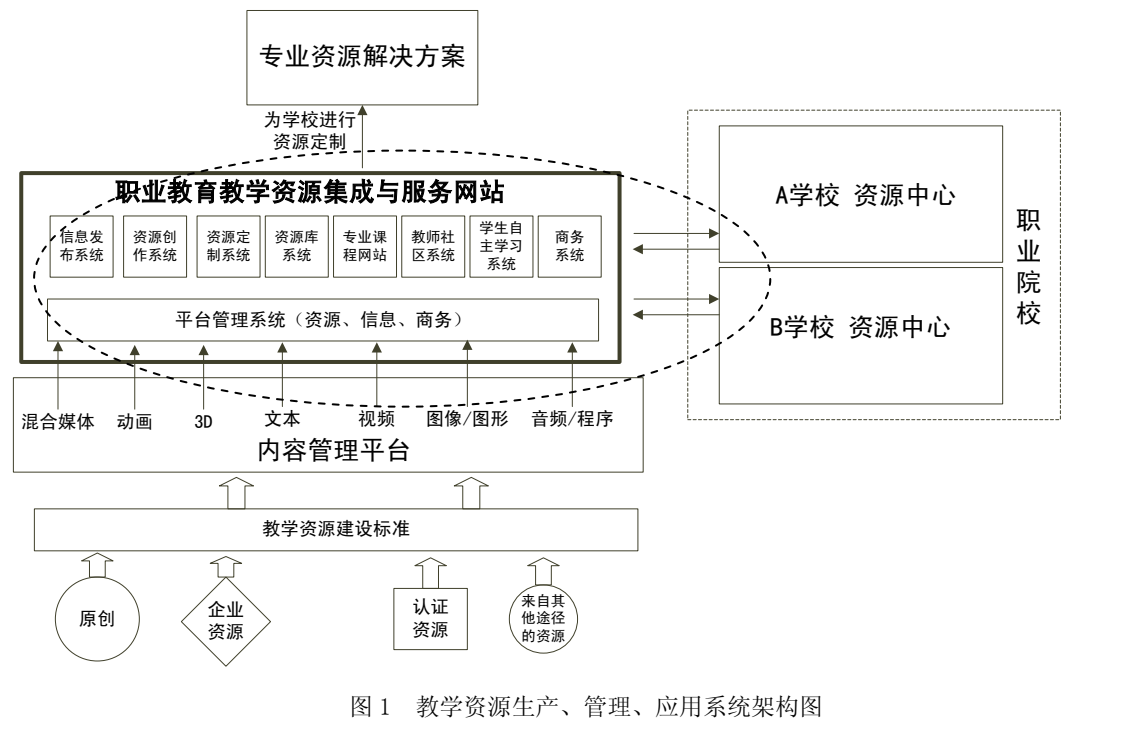 专业资源解决方案
为学校进行
资源定制
职业教育教学资源集成与服务网站
信息发
布系统
资源创
作系统
资源定
制系统
资源库
系统
专业课
程网站
教师社
区系统
学生自
主学习
系统
商务
系统
平台管理系统（资源、信息、商务）
A学校 资源中心
B学校 资源中心
职
业
院
校
混合媒体
动画
3D
文本
视频
图像/图形
音频/程序
内容管理平台
教学资源建设标准
原创
企业
资源
认证
资源
来自其
他途径
的资源
图 1 教学资源生产、管理、应用系统架构图